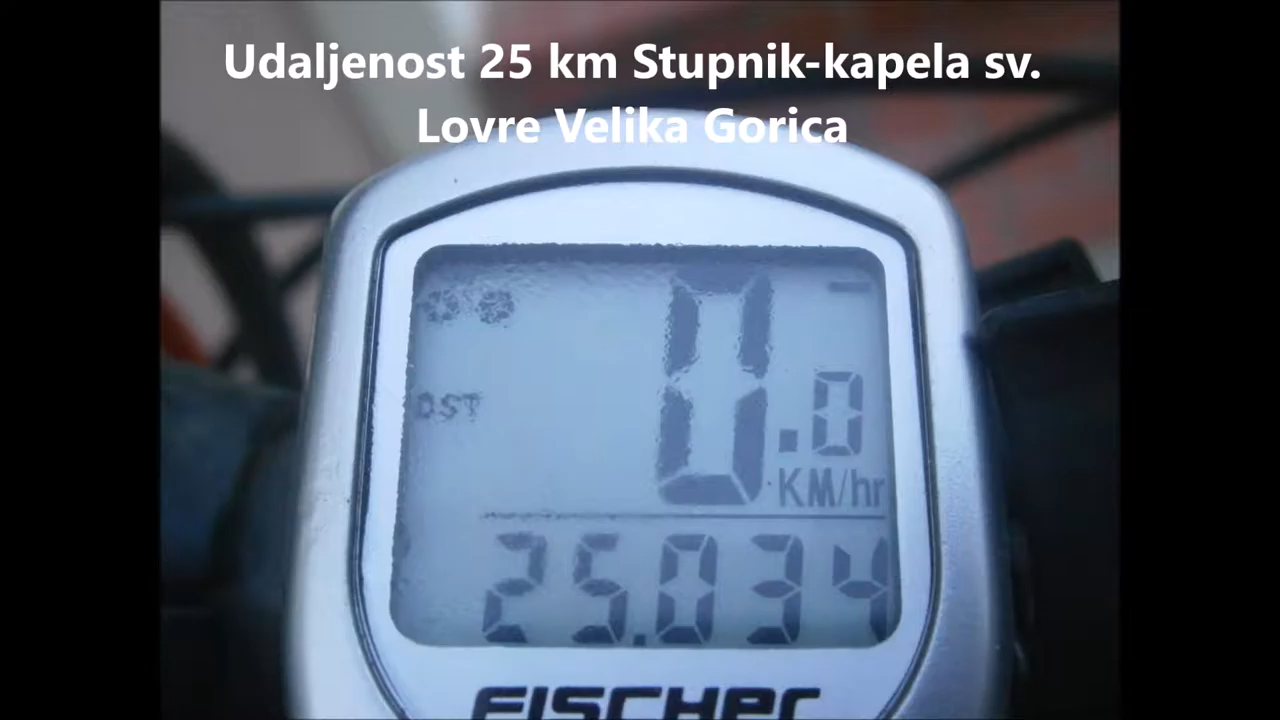 Udaljenost 25 km Stupnik-kapela sv.
Lovre Velika Gorica
0.0
DST
KM/hr
25.034
FISCHER